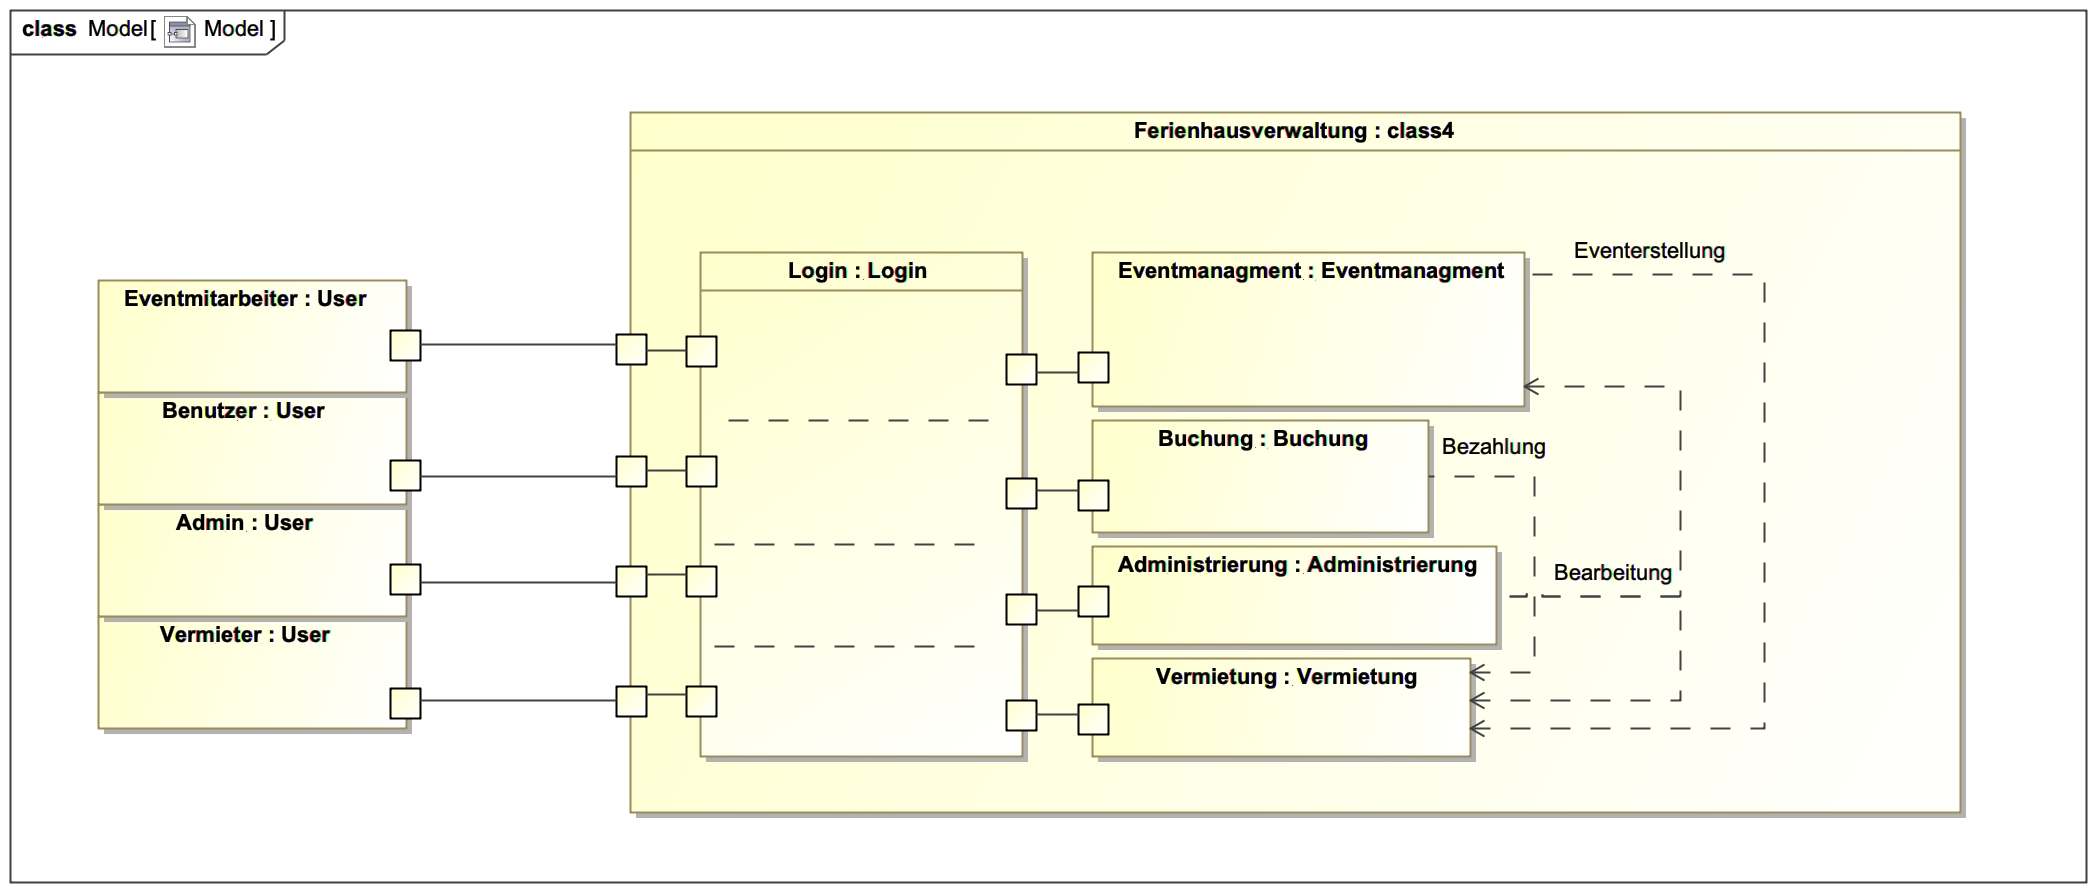 class Model[ Model ]
Ferienhausverwaltung : class4
Login : Login
Eventmanagment : Eventmanagment
Eventerstellung
Eventmitarbeiter : User
Benutzer : User
Buchung : Buchung
Bezahlung
Admin : User
Administrierung : Administrierung
Bearbeitung
Vermieter : User
Vermietung : Vermietung